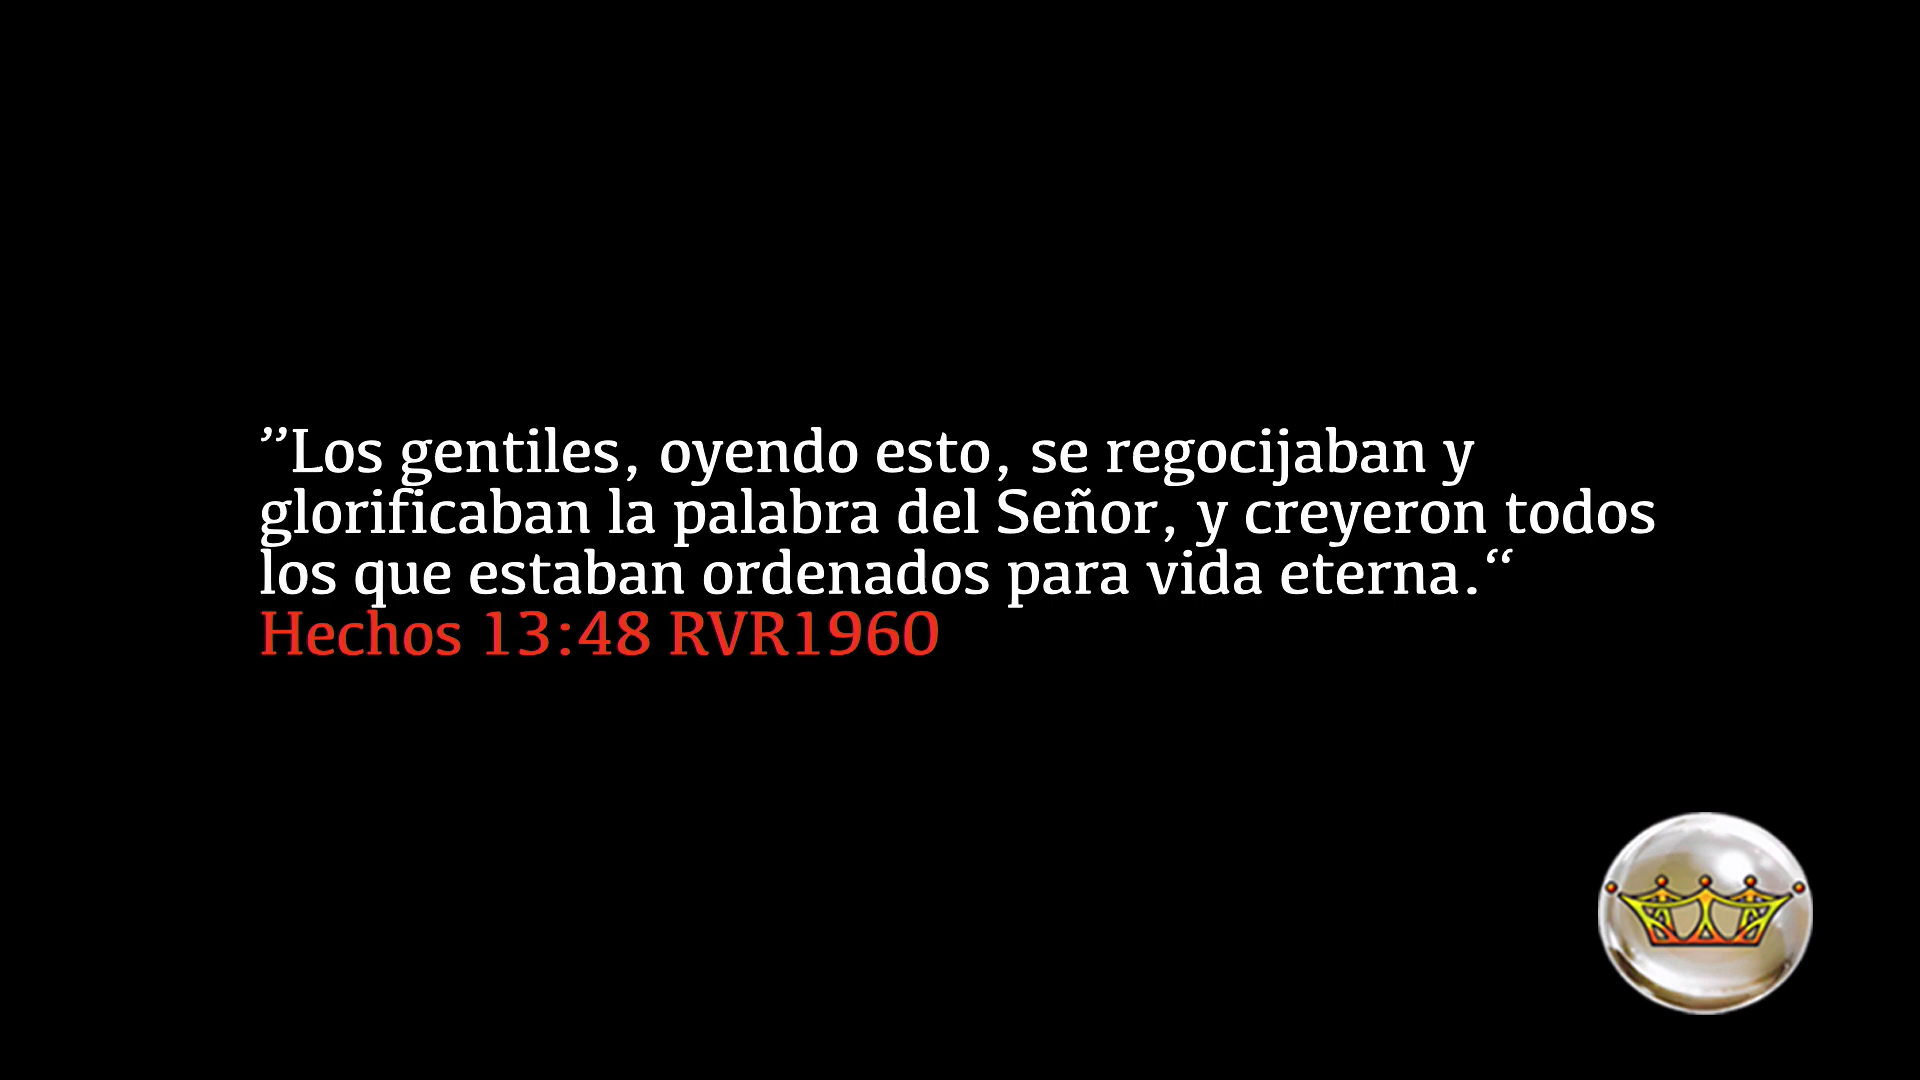 ”Los gentiles, oyendo esto, se regocijaban y
glorificaban la palabra del Señor, y creyeron todos
los que estaban ordenados para vida eterna.“
Hechos 13:48 RVR1960